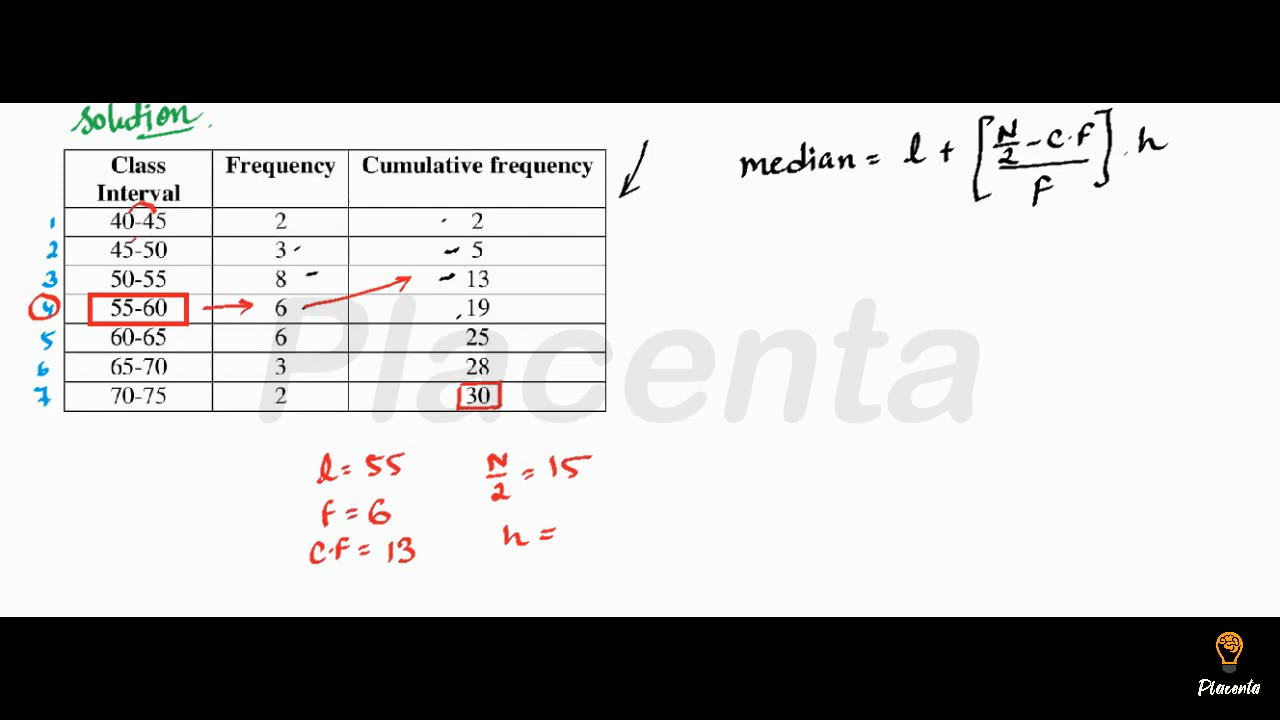 solution.
Class Interval Frequency Cumulative frequency
1 40-45 2 2
2 45-50 3 5
3 50-55 8 13
4 55-60 6 19
5 60-65 6 25
6 65-70 3 28
7 70-75 2 30
median = l + [N/2 - c.f / f] . h
l = 55 N/2 = 15
f = 6
c.f = 13 h =
Placenta
Placenta